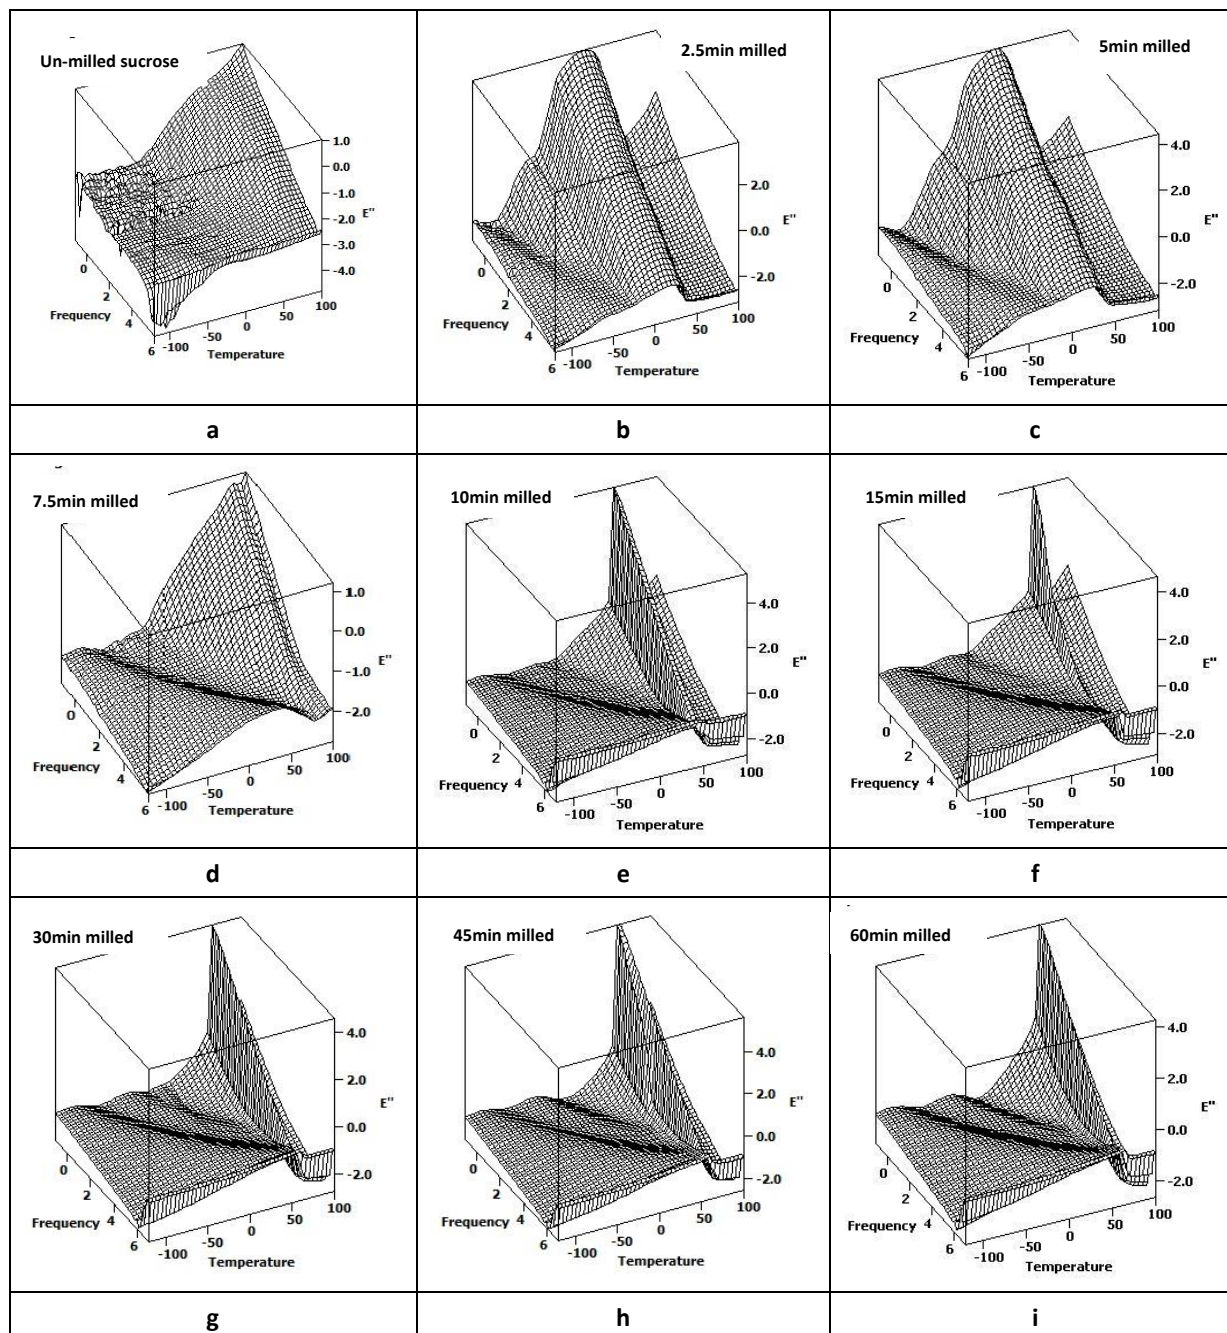 Un-milled sucrose
1.0
0.0
-1.0
-2.0
-3.0
-4.0
E"
0
2
4
6
Frequency
-100
-50
0
50
100
Temperature
2.5min milled
2.0
0.0
-2.0
E"
0
2
4
6
Frequency
-100
-50
0
50
100
Temperature
5min milled
4.0
2.0
0.0
-2.0
E"
0
2
4
6
Frequency
-100
-50
0
50
100
Temperature
a
b
c
7.5min milled
1.0
0.0
-1.0
-2.0
E"
0
2
4
6
Frequency
-100
-50
0
50
100
Temperature
10min milled
4.0
2.0
0.0
-2.0
E"
0
2
4
6
Frequency
-100
-50
0
50
100
Temperature
15min milled
4.0
2.0
0.0
-2.0
E"
0
2
4
6
Frequency
-100
-50
0
50
100
Temperature
d
e
f
30min milled
4.0
2.0
0.0
-2.0
E"
0
2
4
6
Frequency
-100
-50
0
50
100
Temperature
45min milled
4.0
2.0
0.0
-2.0
E"
0
2
4
6
Frequency
-100
-50
0
50
100
Temperature
60min milled
4.0
2.0
0.0
-2.0
E"
0
2
4
6
Frequency
-100
-50
0
50
100
Temperature
g
h
i